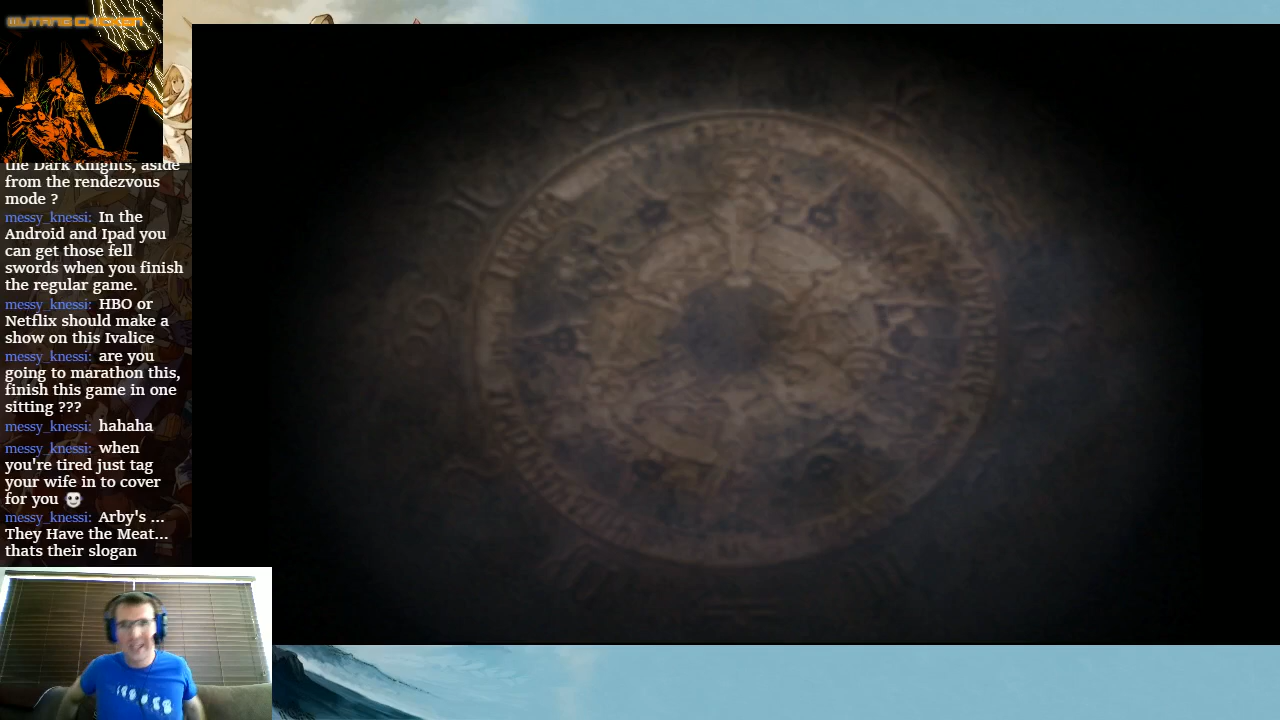 WUTANG CHICKEN
the Dark Knights, aside
from the rendezvous
mode ?
messy_knessi: In the
Android and Ipad you
can get those fell
swords when you finish
the regular game.
messy_knessi: HBO or
Netflix should make a
show on this Ivalice
messy_knessi: are you
going to marathon this,
finish this game in one
sitting ???
messy_knessi: hahaha
messy_knessi: when
you're tired just tag
your wife in to cover
for you
messy_knessi: Arby's ...
They Have the Meat...
thats their slogan